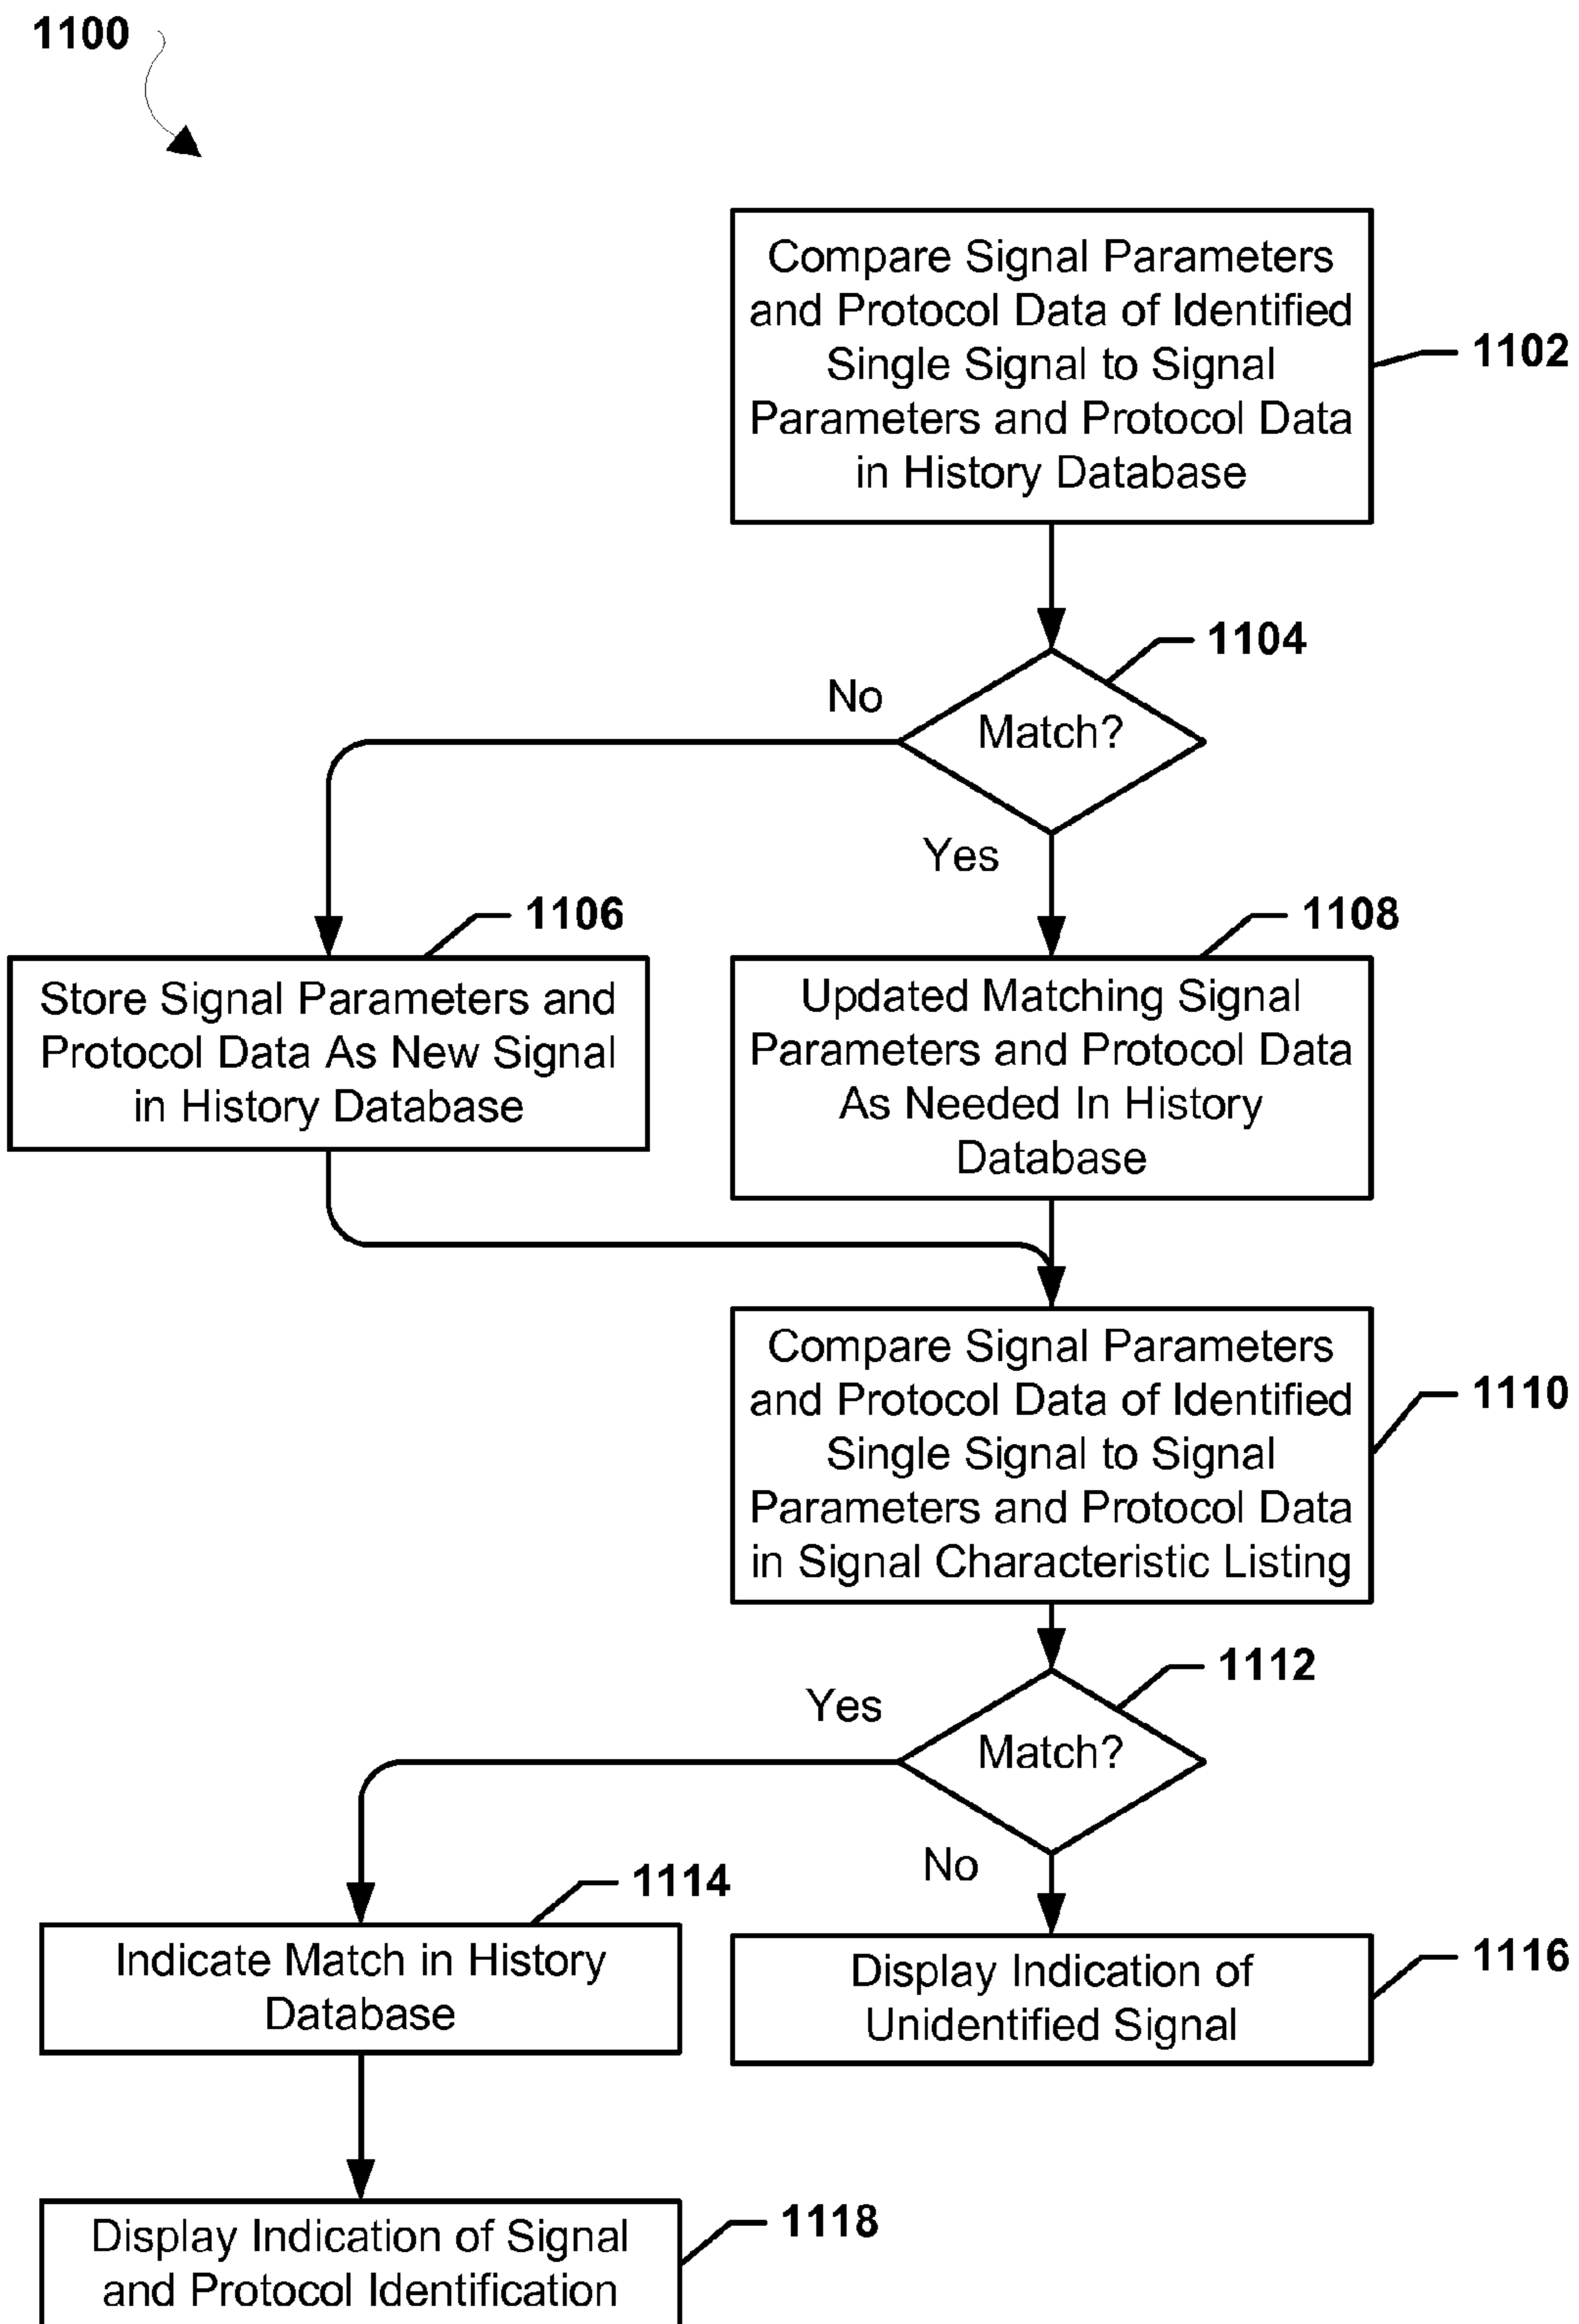 1100
Compare Signal Parameters
and Protocol Data of Identified
Single Signal to Signal
Parameters and Protocol Data
in History Database
1102
1104
Match?
No
Yes
1106
Store Signal Parameters and
Protocol Data As New Signal
in History Database
1108
Updated Matching Signal
Parameters and Protocol Data
As Needed In History
Database
Compare Signal Parameters
and Protocol Data of Identified
Single Signal to Signal
Parameters and Protocol Data
in Signal Characteristic Listing
1110
1112
Match?
Yes
No
1114
Indicate Match in History
Database
Display Indication of
Unidentified Signal
1116
Display Indication of Signal
and Protocol Identification
1118